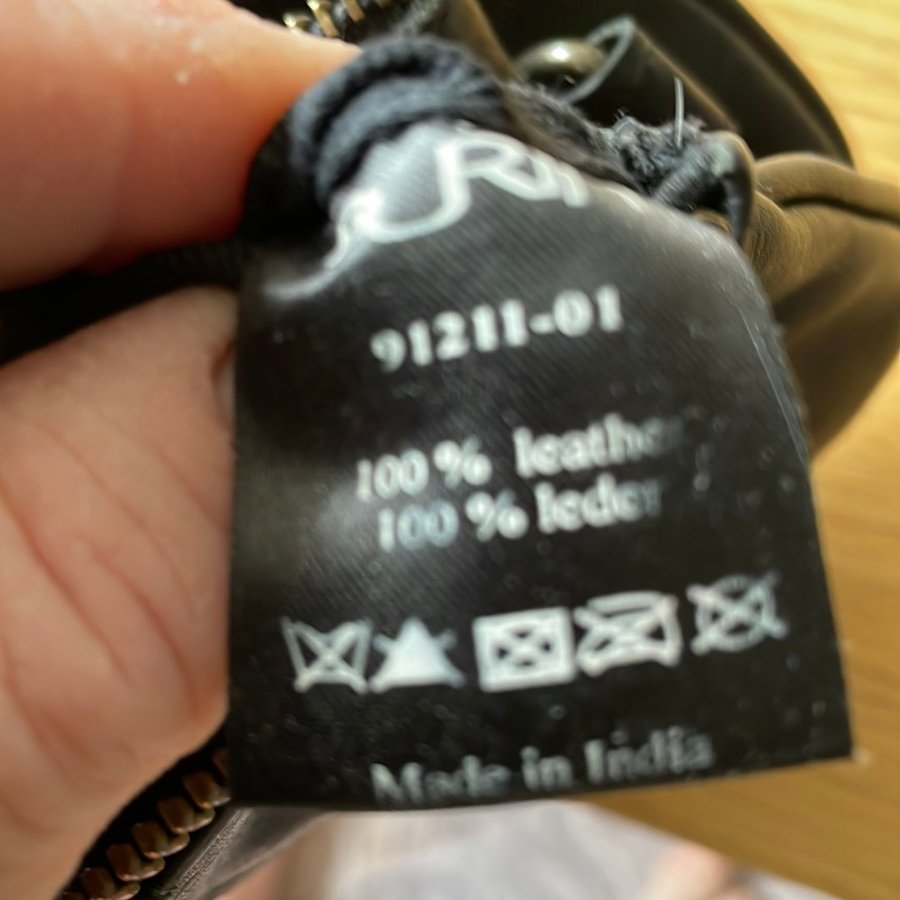 91211-01
100 % leather
100 % leder
Made in India